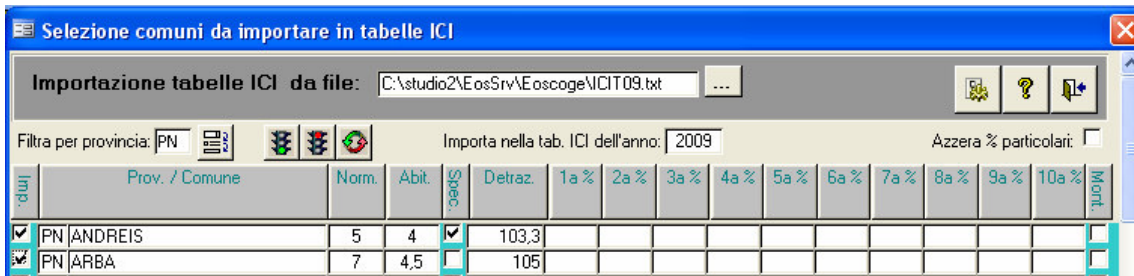 Selezione comuni da importare in tabelle ICI
Importazione tabelle ICI da file: C:\studio2\EosSrv\Eoscoge\ICIT09.txt ... ?
Filtra per provincia: PN Importa nella tab. ICI dell'anno: 2009 Azzera % particolari:
Imp. Prov. / Comune Norm. Abit. Spec. Detraz. 1a % 2a % 3a % 4a % 5a % 6a % 7a % 8a % 9a % 10a % Mont.
PN ANDREIS 5 4 103,3
PN ARBA 7 4,5 105